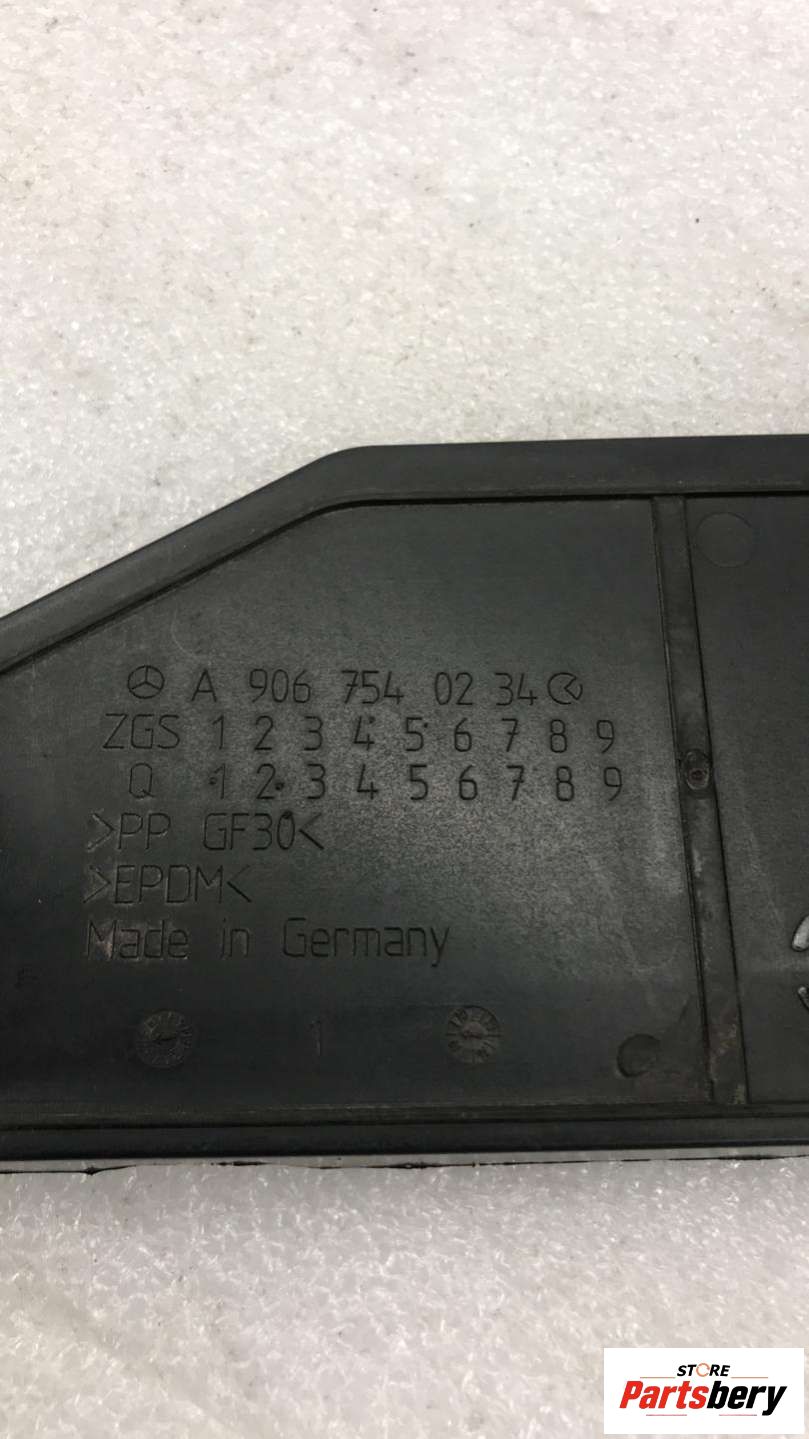 A 906 754 02 34
ZGS 1 2 3 4 5 6 7 8 9
Q 1 2 3 4 5 6 7 8 9
>PP GF30<
>EPDM<
Made in Germany
1
STORE
Partsbery